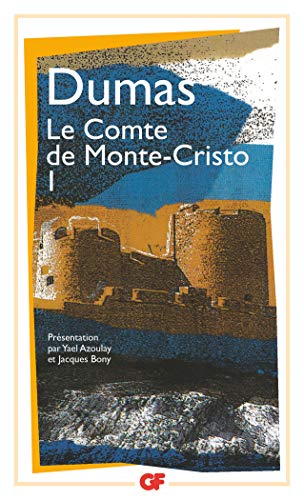 Dumas
Le Comte
de Monte-Cristo
I
Présentation
par Yael Azoulay
et Jacques Bony
GF